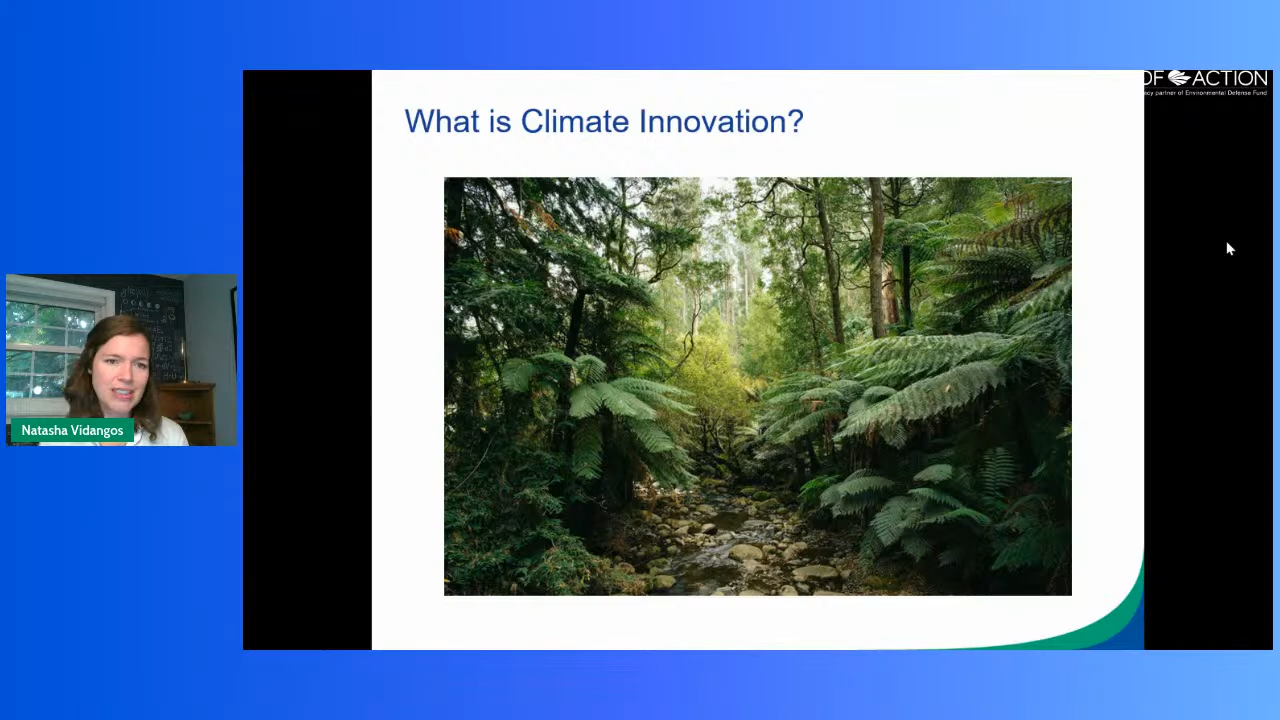 DF ACTION
acy partner of Environmental Defense Fund
What is Climate Innovation?
Natasha Vidangos